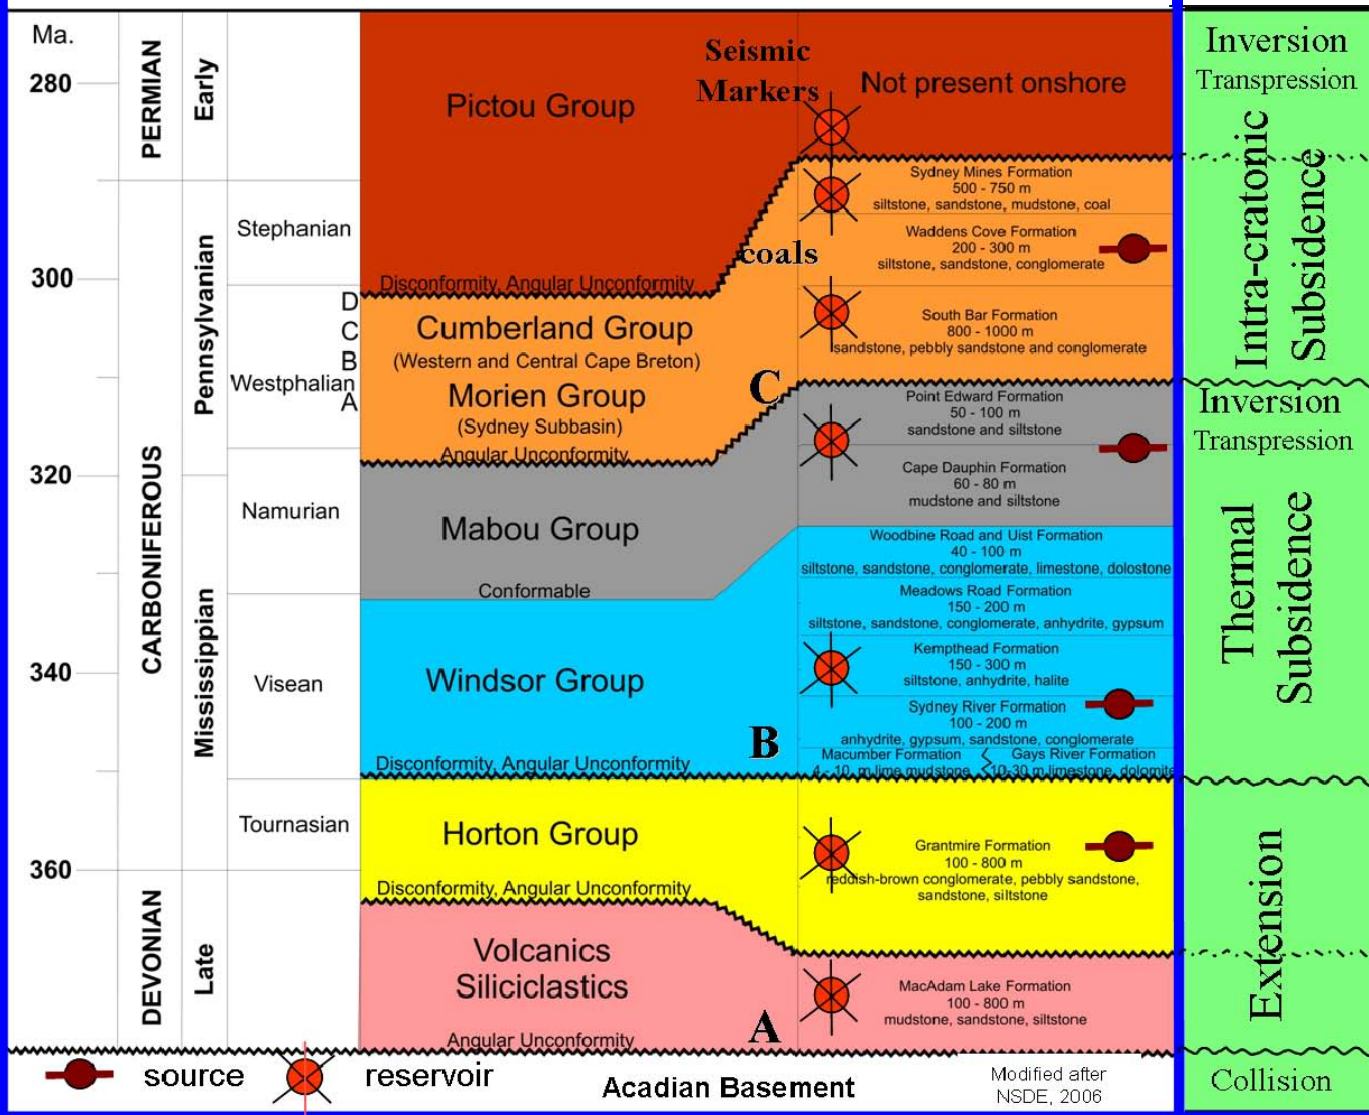 Ma.
280
300
320
340
360
PERMIAN
CARBONIFEROUS
DEVONIAN
Early
Pennsylvanian
Mississippian
Late
Stephanian
Westphalian
D
C
B
A
Namurian
Visean
Tournasian
Pictou Group
Disconformity, Angular Unconformity
Cumberland Group
(Western and Central Cape Breton)
Morien Group
(Sydney Subbasin)
Angular Unconformity
Mabou Group
Conformable
Windsor Group
Disconformity, Angular Unconformity
Horton Group
Disconformity, Angular Unconformity
Volcanics
Siliciclastics
Angular Unconformity
Seismic
Markers
coals
C
B
A
Not present onshore
Sydney Mines Formation
500 - 750 m
siltstone, sandstone, mudstone, coal
Waddens Cove Formation
200 - 300 m
siltstone, sandstone, conglomerate
South Bar Formation
800 - 1000 m
sandstone, pebbly sandstone and conglomerate
Point Edward Formation
50 - 100 m
sandstone and siltstone
Cape Dauphin Formation
60 - 80 m
mudstone and siltstone
Woodbine Road and Uist Formation
40 - 100 m
siltstone, sandstone, conglomerate, limestone, dolostone
Meadows Road Formation
150 - 200 m
siltstone, sandstone, conglomerate, anhydrite, gypsum
Kempthead Formation
150 - 300 m
siltstone, anhydrite, halite
Sydney River Formation
100 - 200 m
anhydrite, gypsum, sandstone, conglomerate
Macumber Formation
4 - 10 m lime mudstone
Gays River Formation
10-30 m limestone, dolomite
Grantmire Formation
100 - 800 m
reddish-brown conglomerate, pebbly sandstone,
sandstone, siltstone
MacAdam Lake Formation
100 - 800 m
mudstone, sandstone, siltstone
Inversion
Transpression
Intra-cratonic
Subsidence
Inversion
Transpression
Thermal
Subsidence
Extension
Collision
source
reservoir
Acadian Basement
Modified after
NSDE, 2006